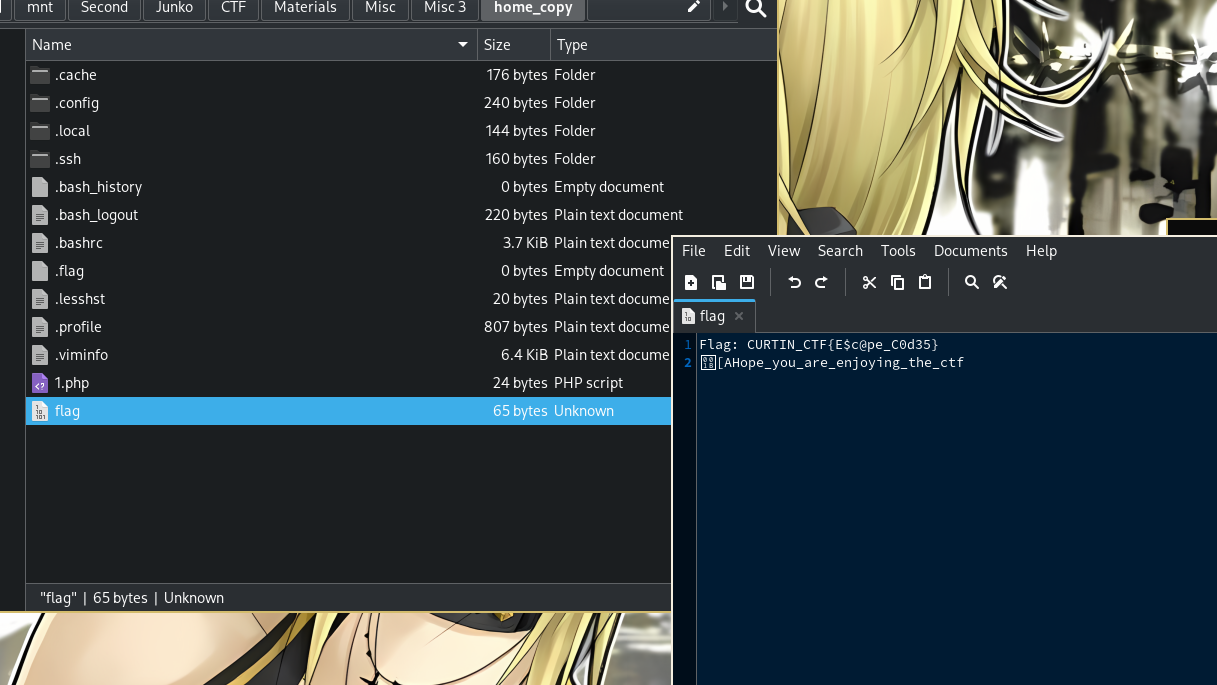 mnt Second Junko CTF Materials Misc Misc 3 home_copy
Name Size Type
.cache 176 bytes Folder
.config 240 bytes Folder
.local 144 bytes Folder
.ssh 160 bytes Folder
.bash_history 0 bytes Empty document
.bash_logout 220 bytes Plain text document
.bashrc 3.7 KiB Plain text docume
.flag 0 bytes Empty document
.lesshst 20 bytes Plain text docume
.profile 807 bytes Plain text docume
.viminfo 6.4 KiB Plain text docume
1.php 24 bytes PHP script
flag 65 bytes Unknown
"flag" | 65 bytes | Unknown
File Edit View Search Tools Documents Help
flag
1 Flag: CURTIN_CTF{E$c@pe_C0d35}
2 [AHope_you_are_enjoying_the_ctf